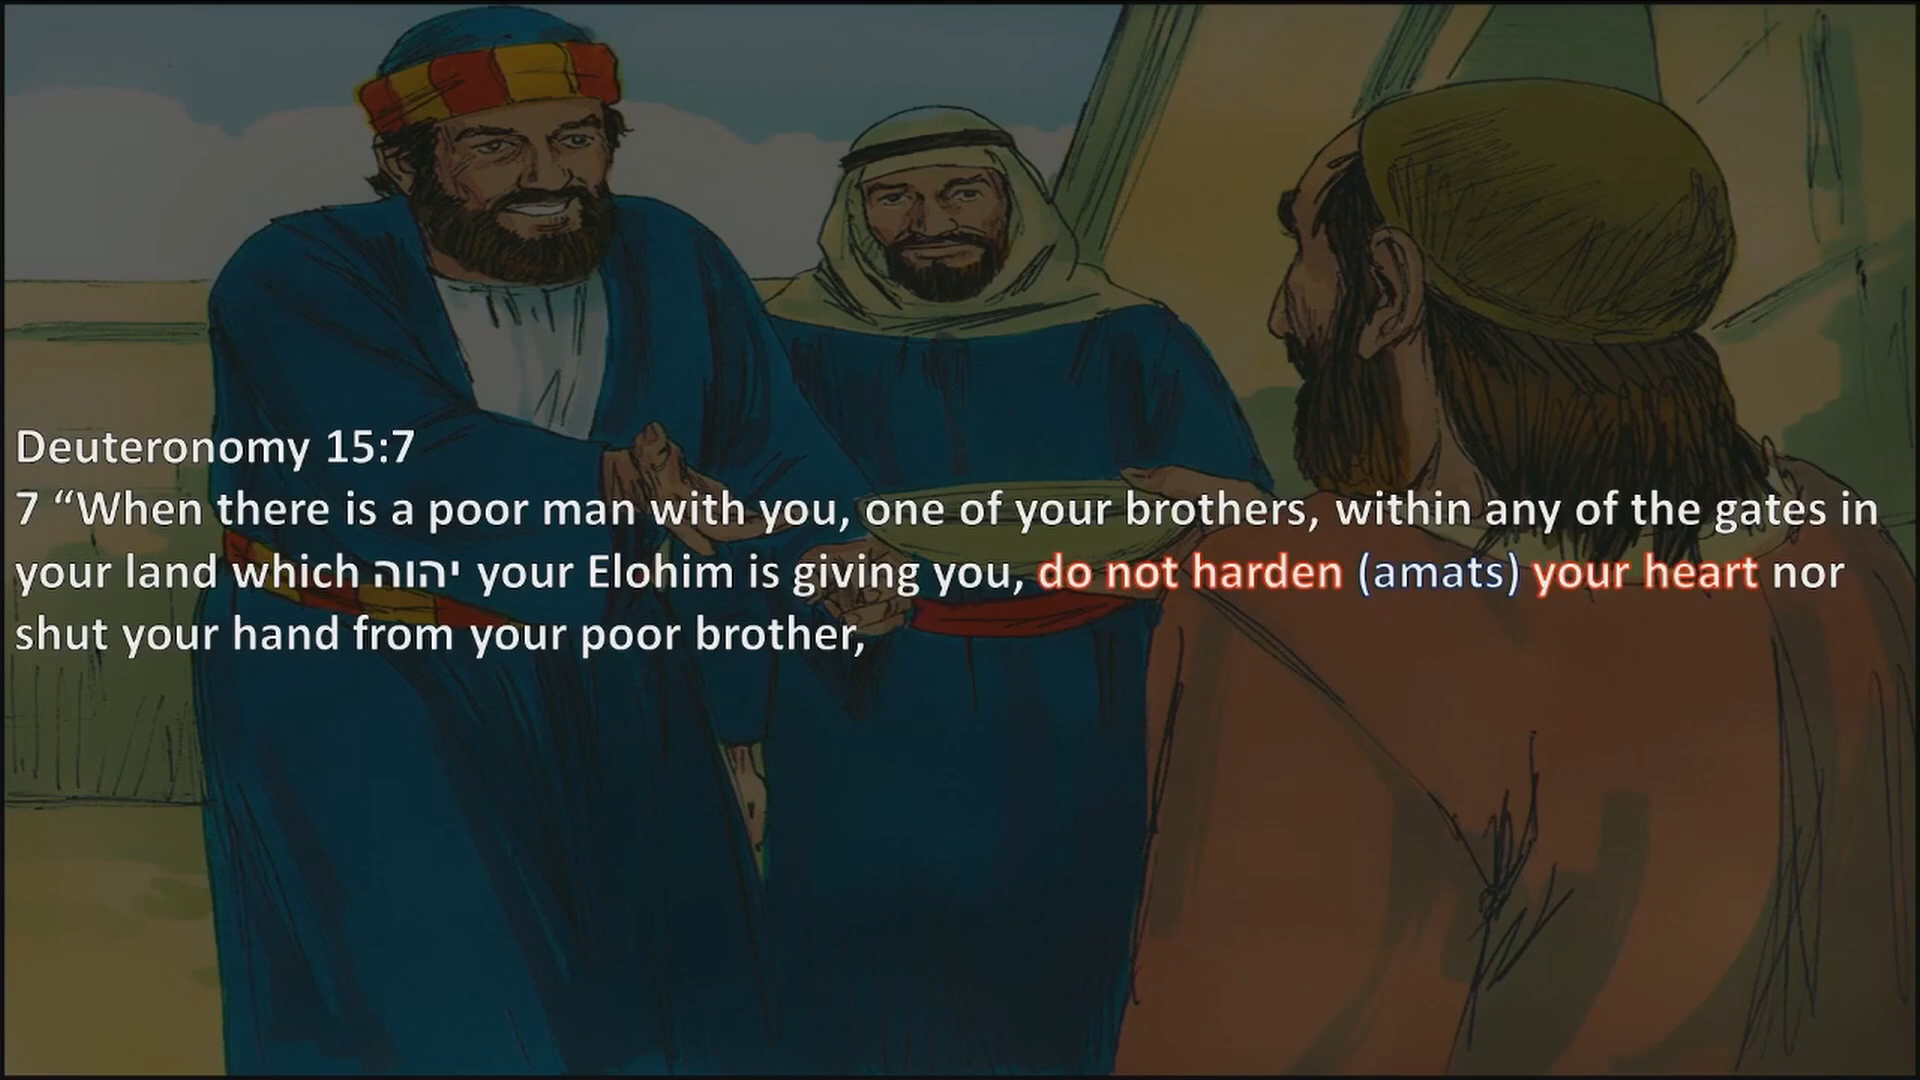 Deuteronomy 15:7
7 “When there is a poor man with you, one of your brothers, within any of the gates in
your land which יהוה your Elohim is giving you, do not harden (amats) your heart nor
shut your hand from your poor brother,